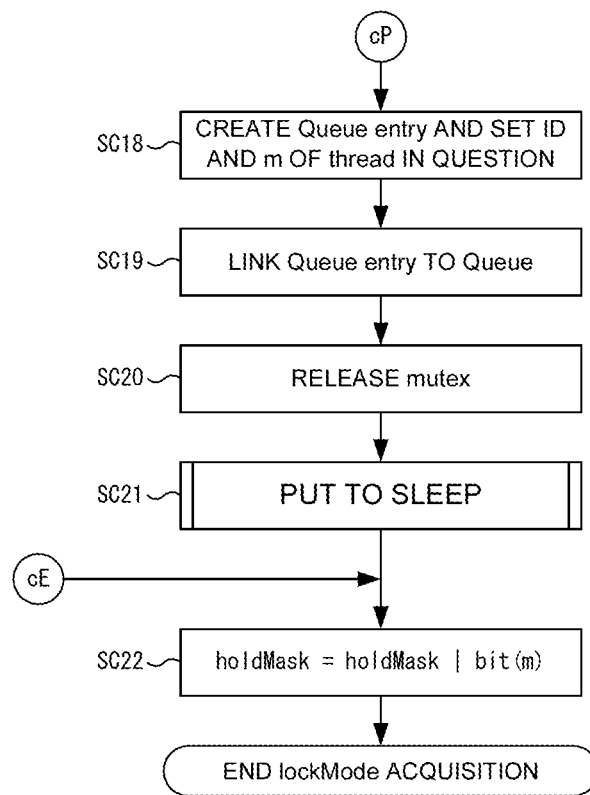 cP
SC18
CREATE Queue entry AND SET ID
AND m OF thread IN QUESTION
SC19
LINK Queue entry TO Queue
SC20
RELEASE mutex
SC21
PUT TO SLEEP
cE
SC22
holdMask = holdMask | bit(m)
END lockMode ACQUISITION